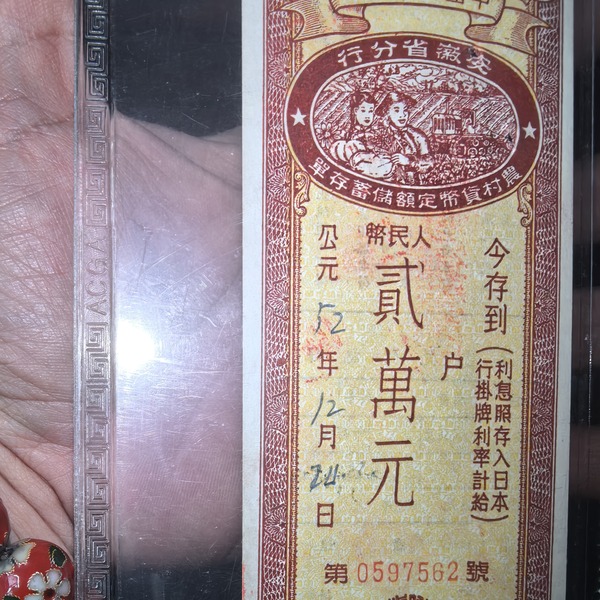 安徽省分行
農村貨幣定額儲蓄存單
今存到
(利息照存入日本
行掛牌利率計給)
户
人民幣
貳萬元
公元52年12月24日
第0597562號
ACGA